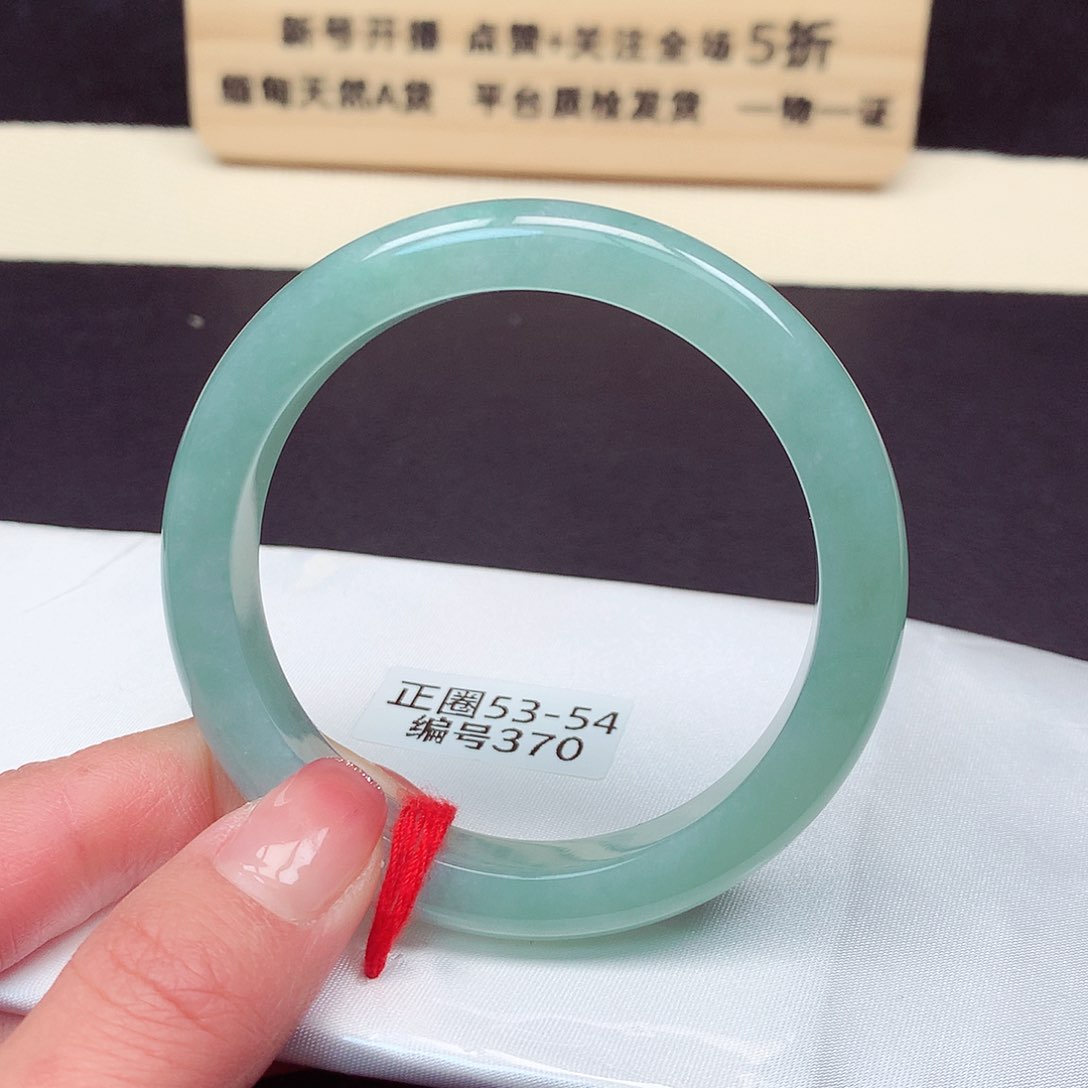 新号开播 点赞+关注全场5折
缅甸天然A货 平台质检发货 一物一证
正圈53-54
编号370